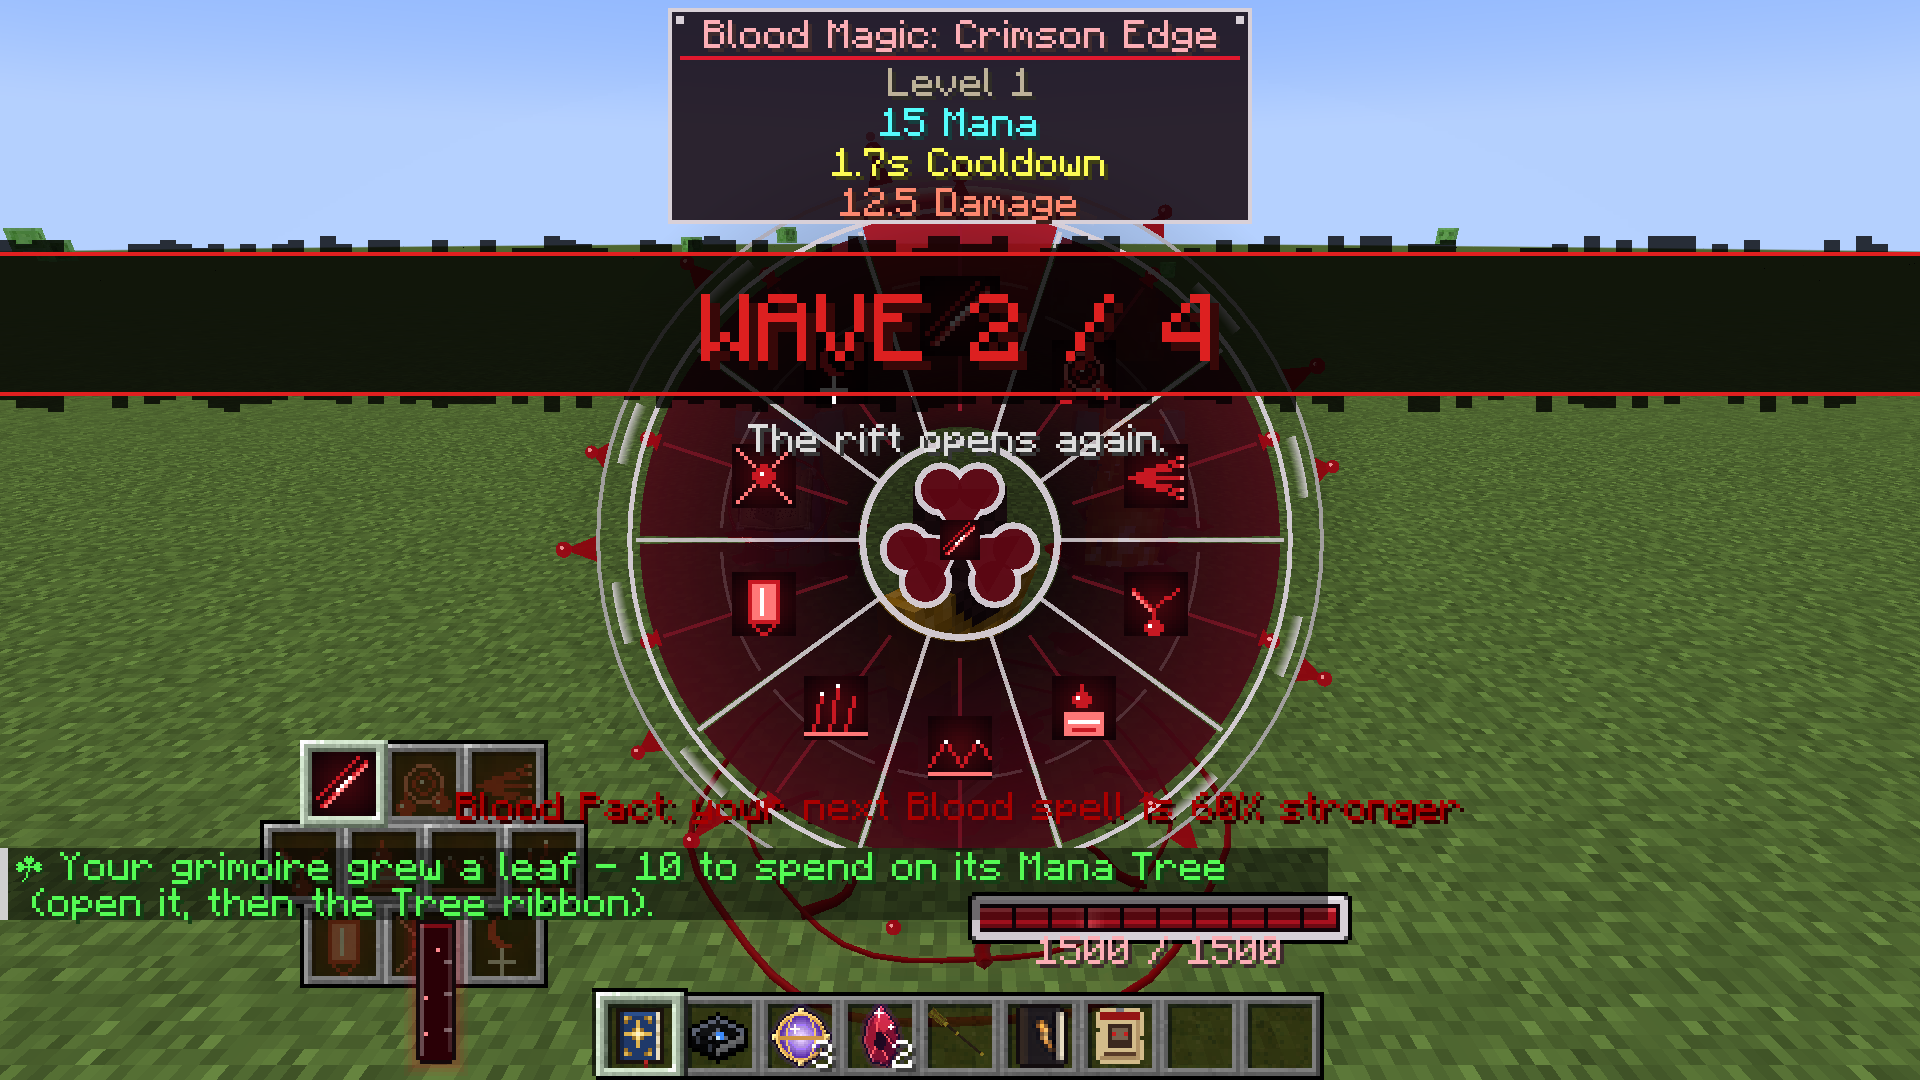 Blood Magic: Crimson Edge
Level 1
15 Mana
1.7s Cooldown
12.5 Damage
WAVE 2 / 4
The rift opens again.
Blood Pact: your next Blood spell is 60% stronger
☘ Your grimoire grew a leaf – 10 to spend on its Mana Tree
(open it, then the Tree ribbon).
1500 / 1500
3
2